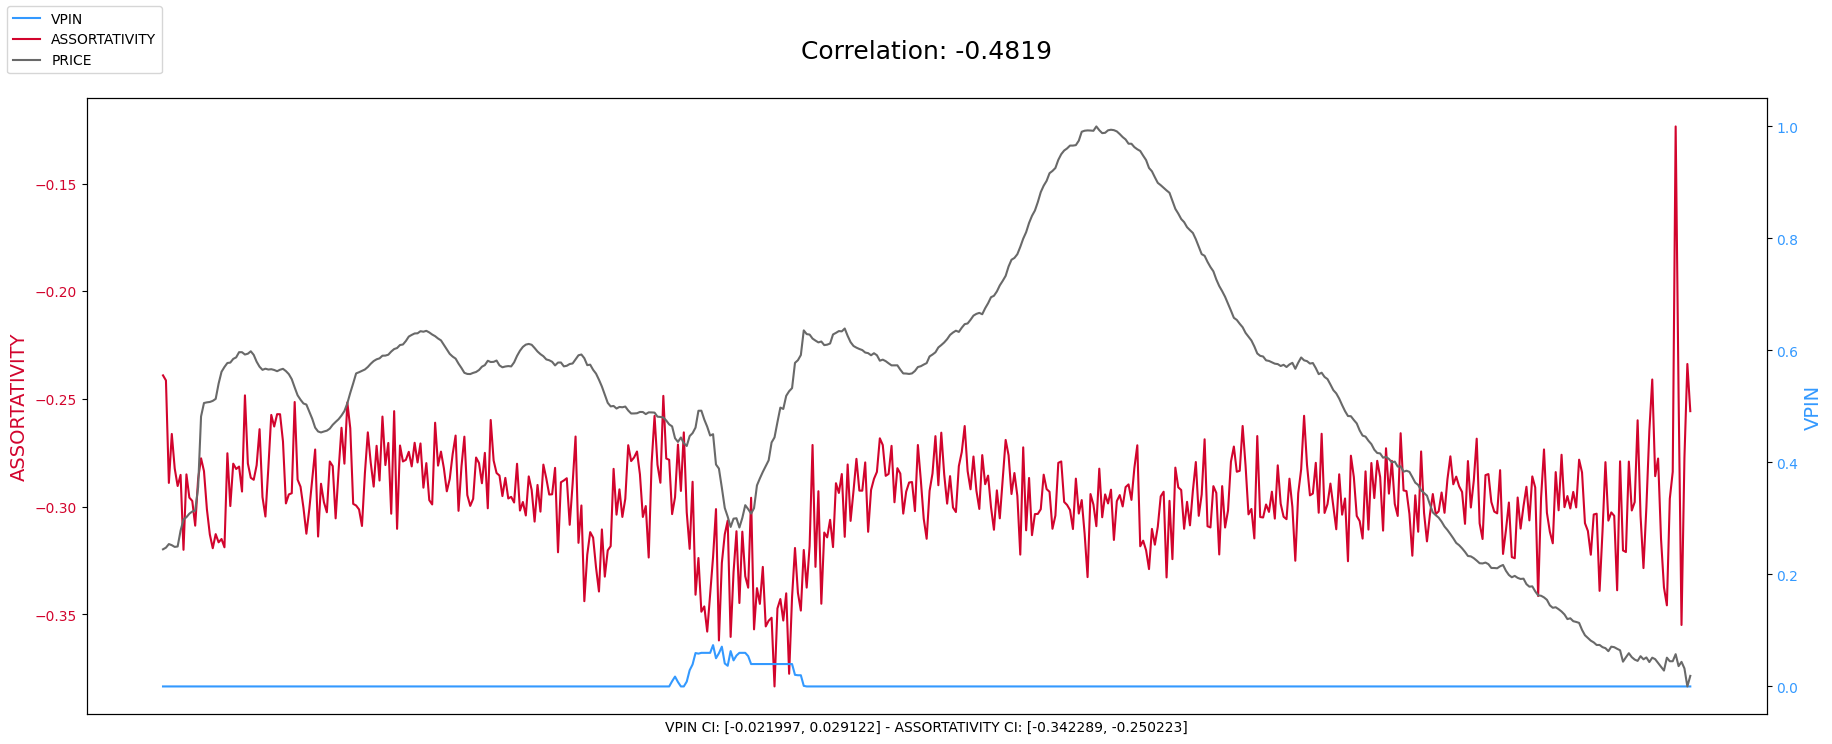 VPIN
ASSORTATIVITY
PRICE
Correlation: -0.4819
ASSORTATIVITY
−0.15
−0.20
−0.25
−0.30
−0.35
1.0
0.8
0.6
0.4
0.2
0.0
VPIN
VPIN CI: [-0.021997, 0.029122] - ASSORTATIVITY CI: [-0.342289, -0.250223]